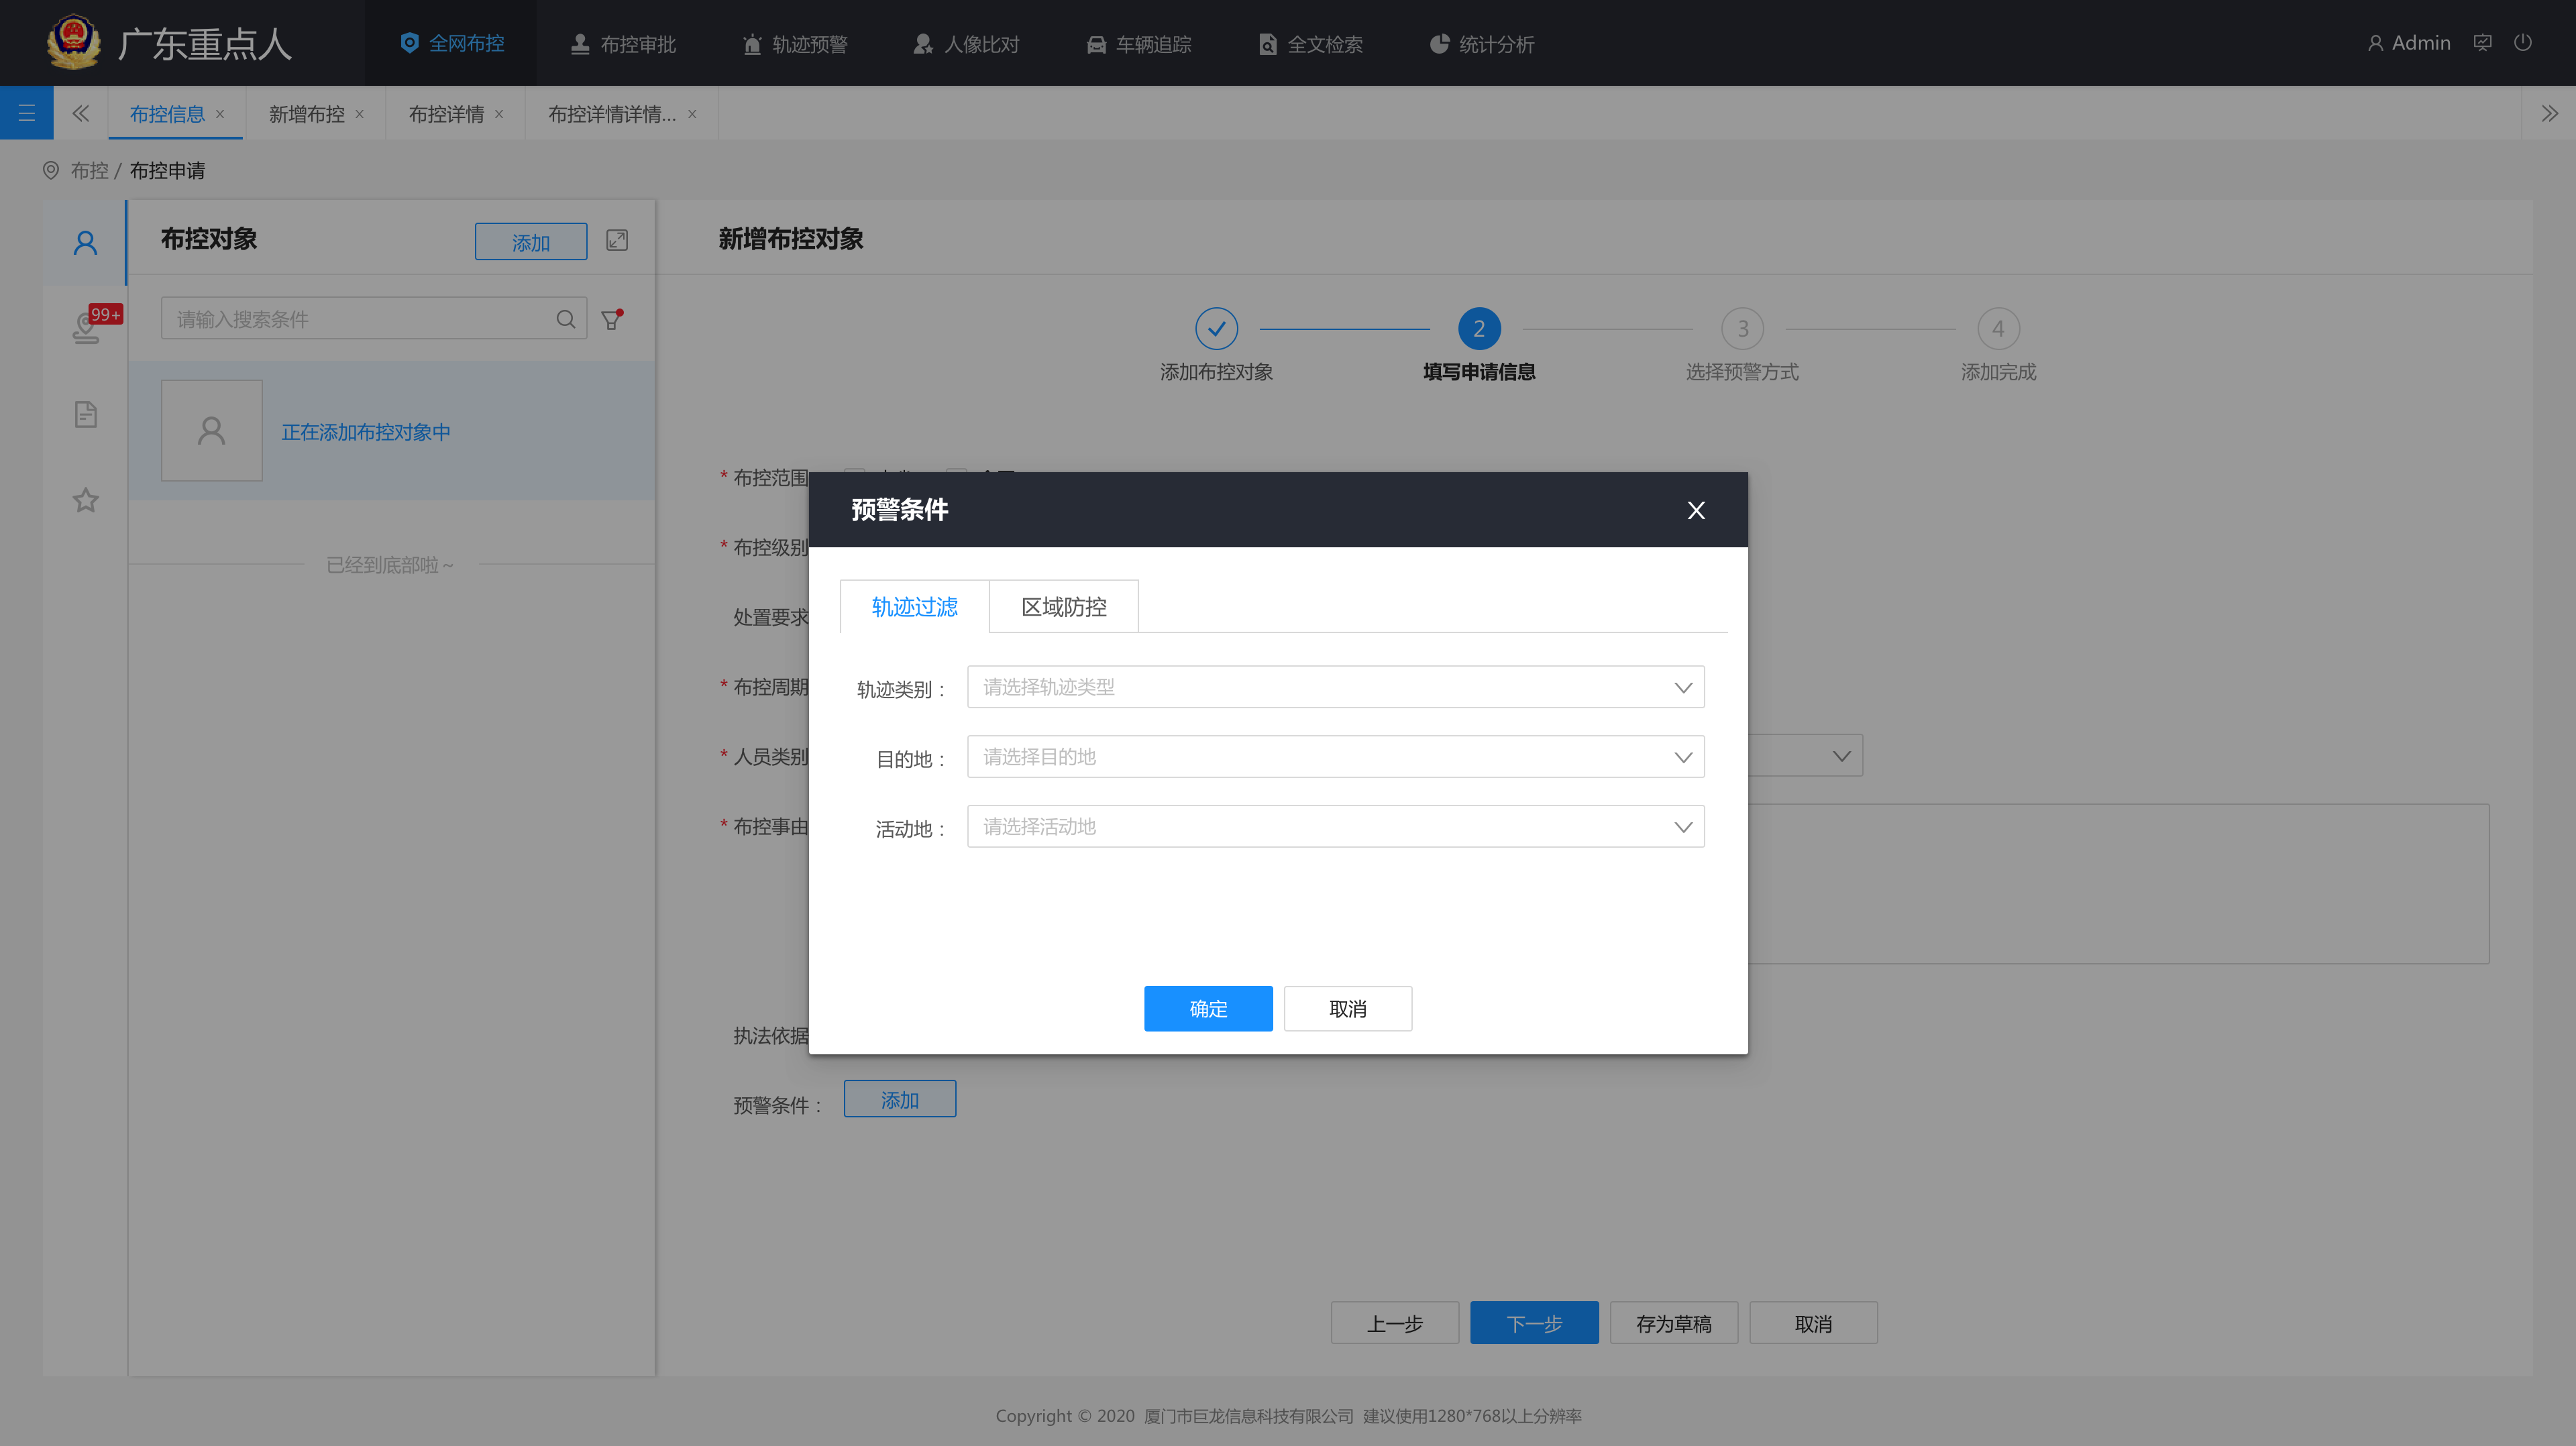 广东重点人
全网布控
布控审批
轨迹预警
人像比对
车辆追踪
全文检索
统计分析
Admin
布控信息
新增布控
布控详情
布控详情详情...
布控 / 布控申请
布控对象
添加
99+
请输入搜索条件
正在添加布控对象中
已经到底部啦~
新增布控对象
2
3
4
添加布控对象
填写申请信息
选择预警方式
添加完成
* 布控范围
* 布控级别
处置要求
* 布控周期
* 人员类别
* 布控事由
执法依据
预警条件：
添加
预警条件
轨迹过滤
区域防控
轨迹类别：
请选择轨迹类型
目的地：
请选择目的地
活动地：
请选择活动地
确定
取消
上一步
下一步
存为草稿
取消
Copyright © 2020 厦门市巨龙信息科技有限公司 建议使用1280*768以上分辨率